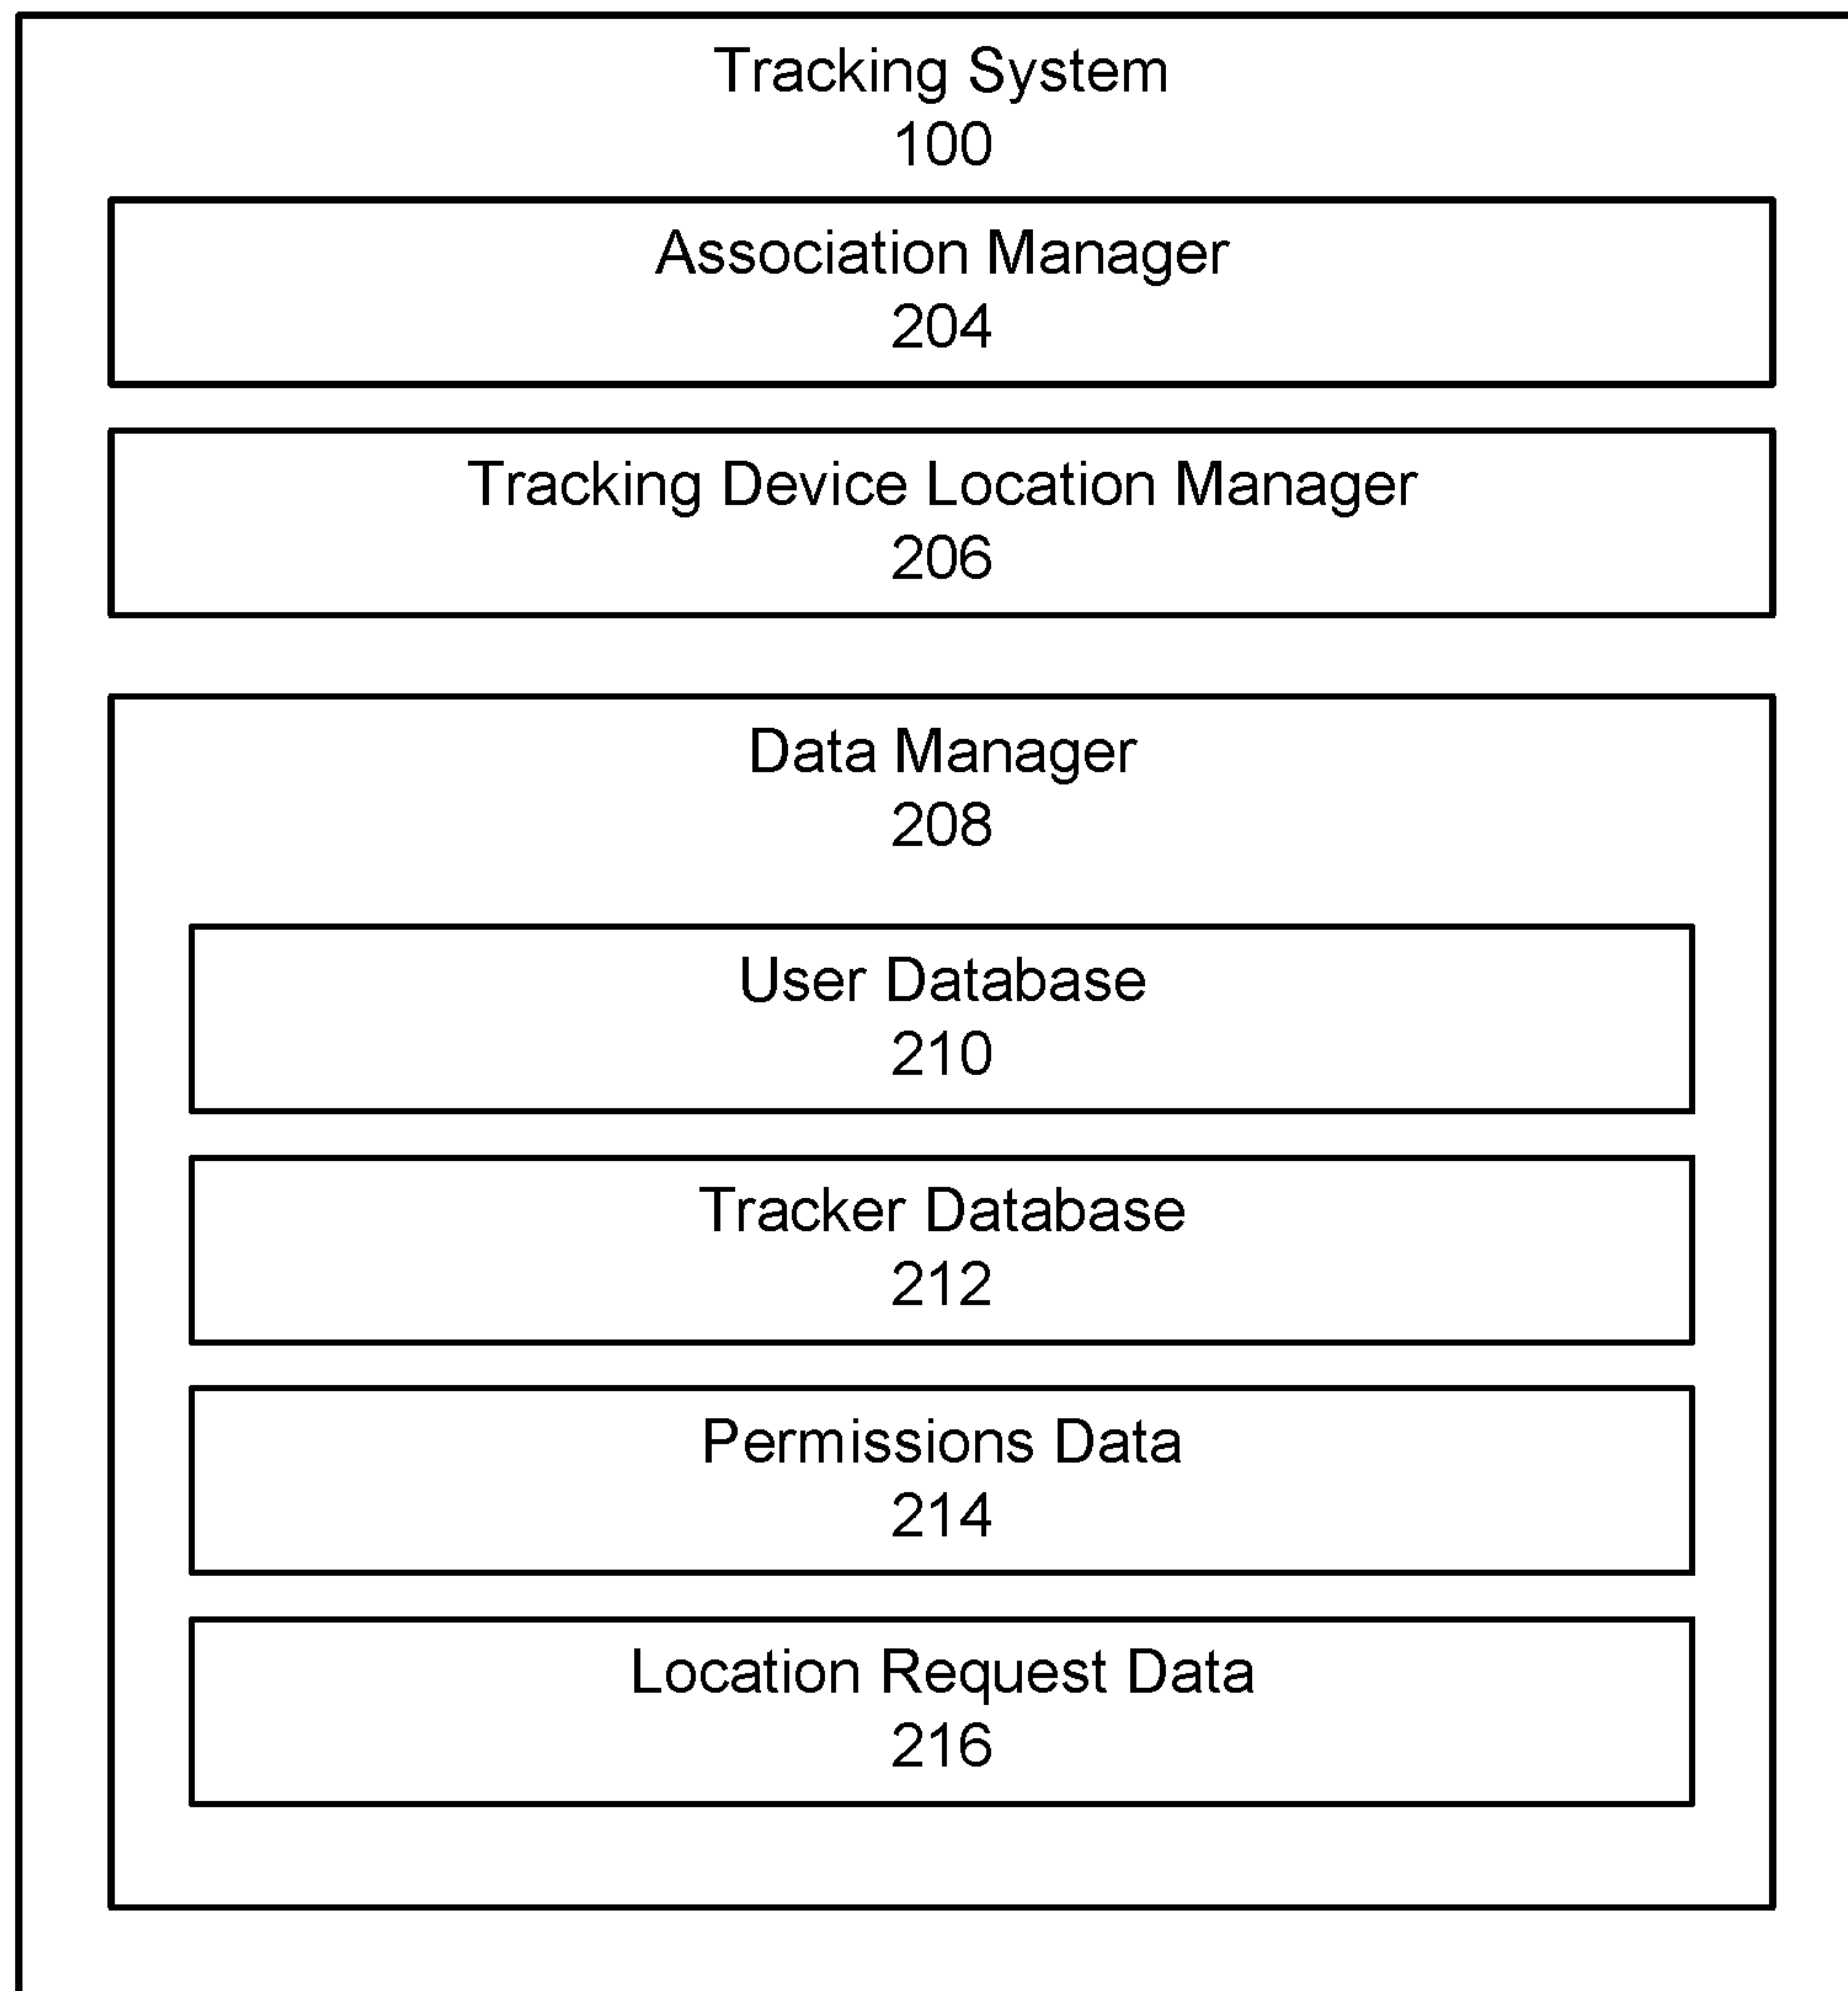 Tracking System
100
Association Manager
204
Tracking Device Location Manager
206
Data Manager
208
User Database
210
Tracker Database
212
Permissions Data
214
Location Request Data
216